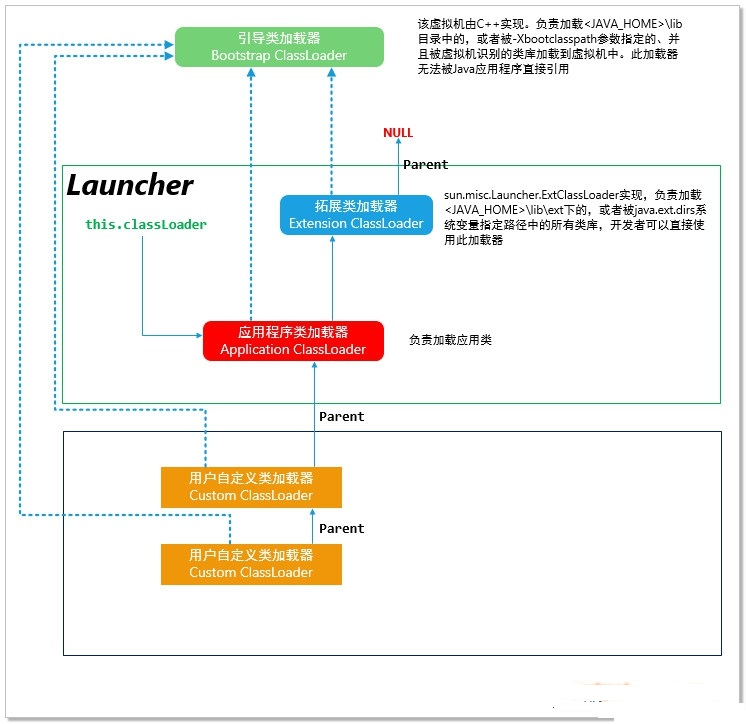 引导类加载器
Bootstrap ClassLoader
该虚拟机由C++实现。负责加载<JAVA_HOME>\lib
目录中的，或者被-Xbootclasspath参数指定的、并
且被虚拟机识别的类库加载到虚拟机中。此加载器
无法被Java应用程序直接引用
NULL
Parent
Launcher
this.classLoader
拓展类加载器
Extension ClassLoader
sun.misc.Launcher.ExtClassLoader实现，负责加载
<JAVA_HOME>\lib\ext下的，或者被java.ext.dirs系
统变量指定路径中的所有类库，开发者可以直接使
用此加载器
应用程序类加载器
Application ClassLoader
负责加载应用类
Parent
用户自定义类加载器
Custom ClassLoader
Parent
用户自定义类加载器
Custom ClassLoader